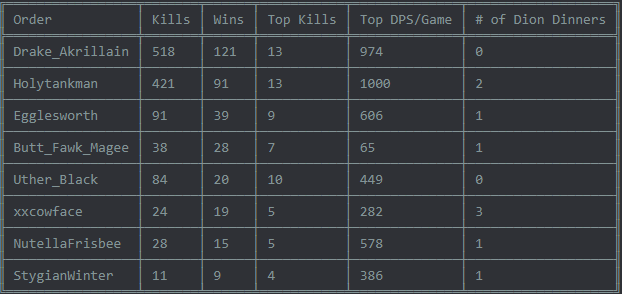 Order Kills Wins Top Kills Top DPS/Game # of Dion Dinners
Drake_Akrillain 518 121 13 974 0
Holytankman 421 91 13 1000 2
Egglesworth 91 39 9 606 1
Butt_Fawk_Magee 38 28 7 65 1
Uther_Black 84 20 10 449 0
xxcowface 24 19 5 282 3
NutellaFrisbee 28 15 5 578 1
StygianWinter 11 9 4 386 1